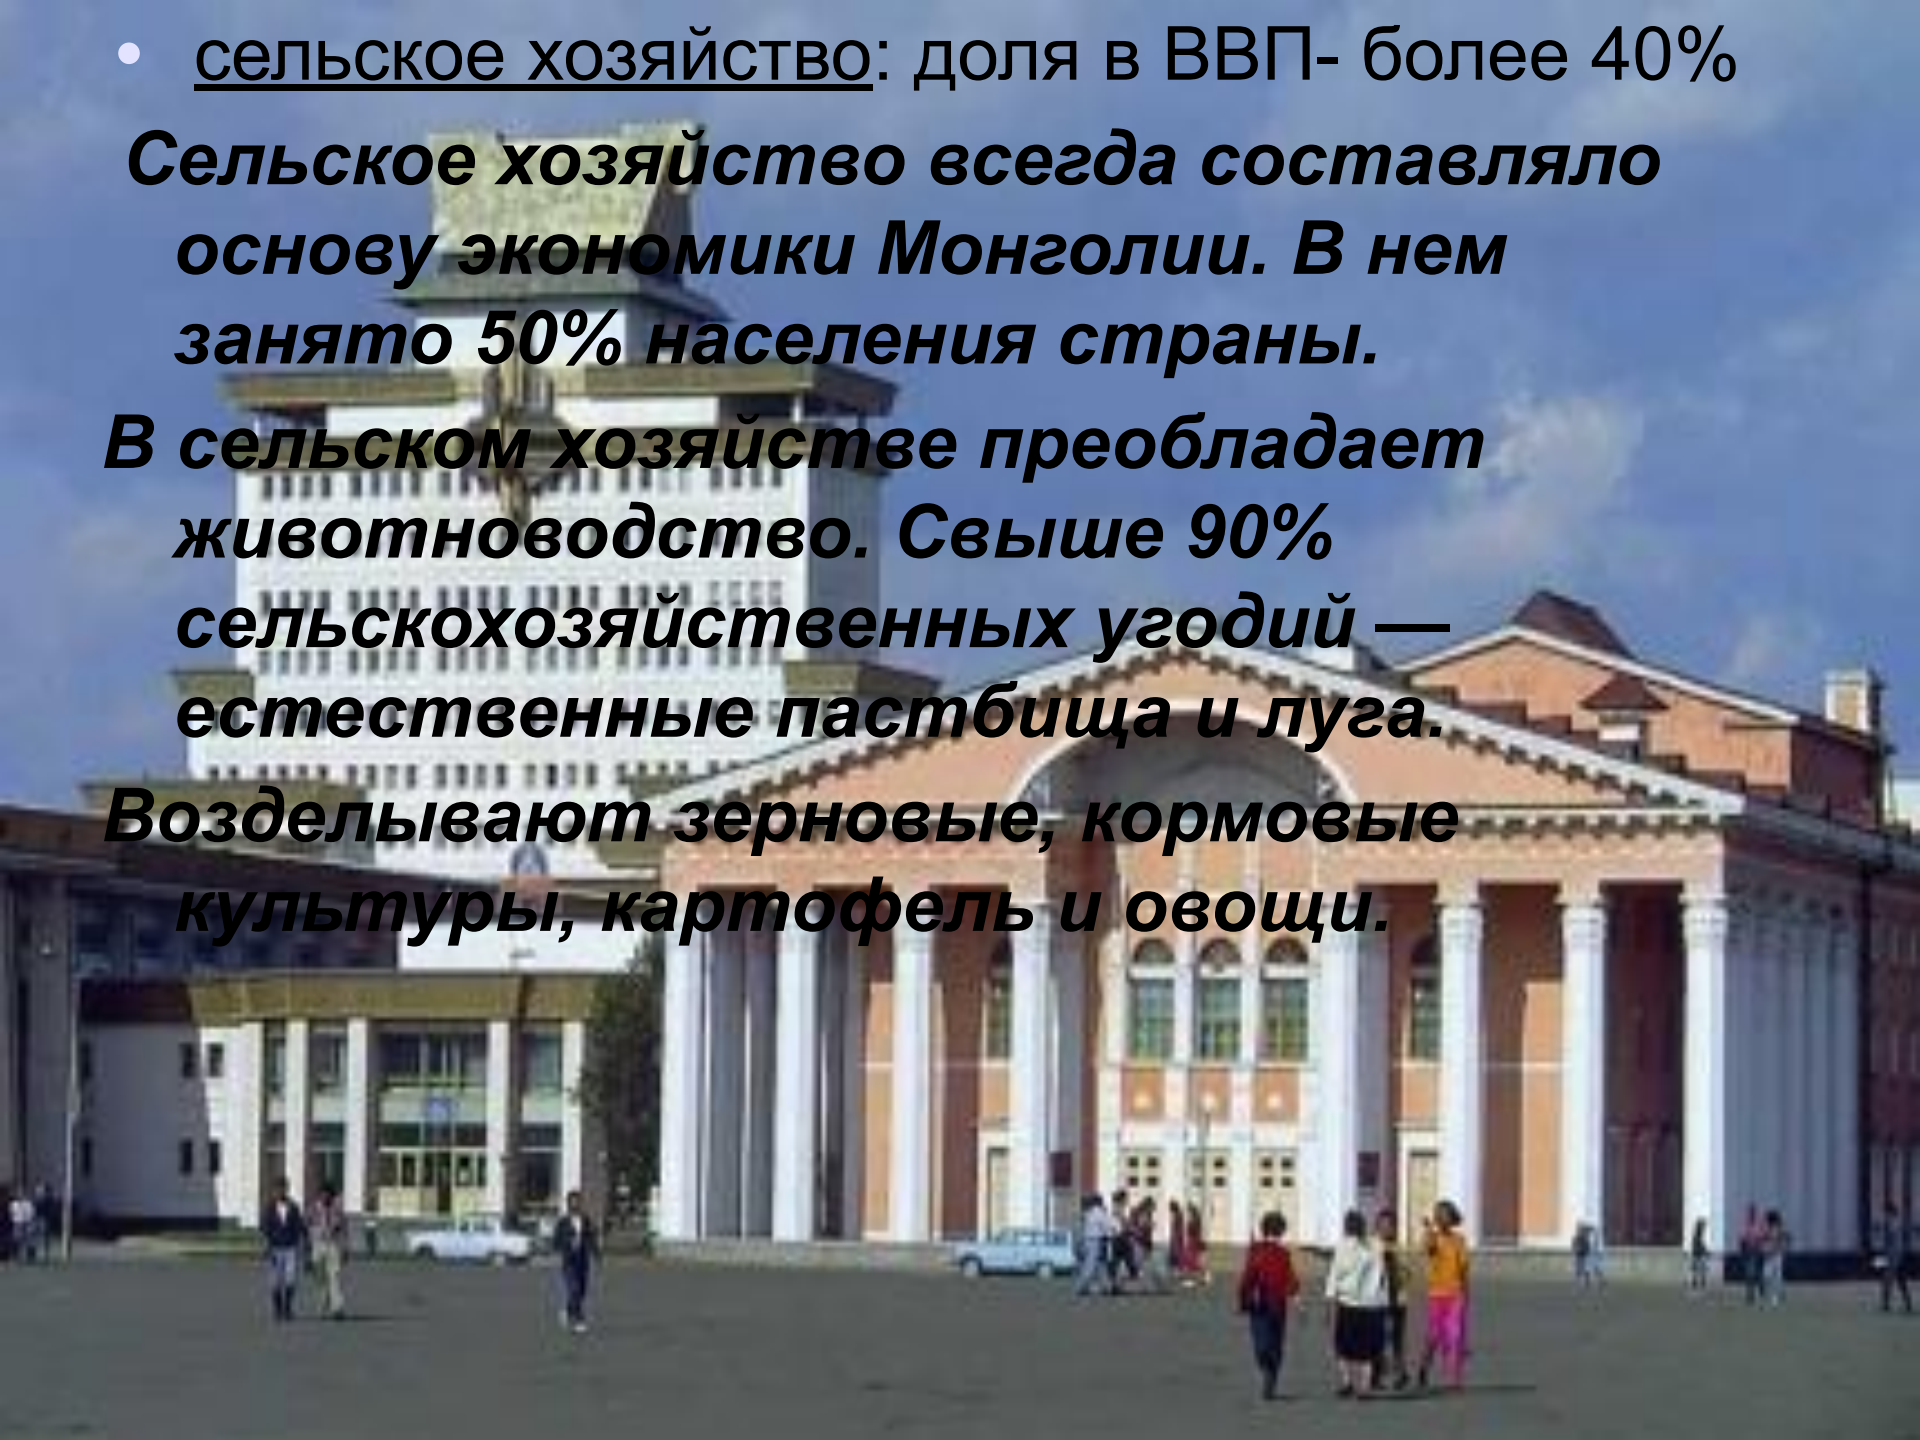 • сельское хозяйство: доля в ВВП- более 40%
Сельское хозяйство всегда составляло
основу экономики Монголии. В нем
занято 50% населения страны.
В сельском хозяйстве преобладает
животноводство. Свыше 90%
сельскохозяйственных угодий —
естественные пастбища и луга.
Возделывают зерновые, кормовые
культуры, картофель и овощи.